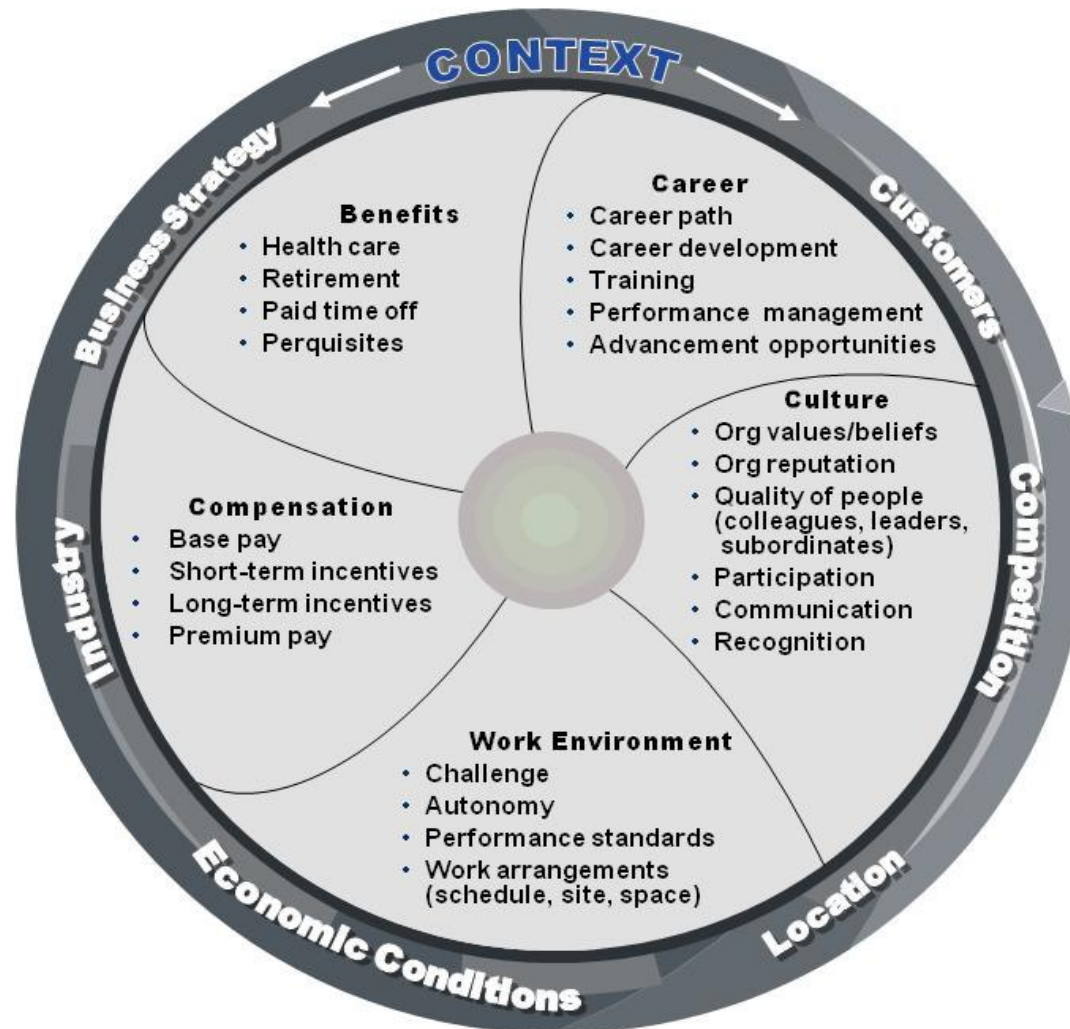 CONTEXT
Business Strategy
Customers
Competition
Location
Economic Conditions
Industry
Benefits
• Health care
• Retirement
• Paid time off
• Perquisites
Career
• Career path
• Career development
• Training
• Performance management
• Advancement opportunities
Culture
• Org values/beliefs
• Org reputation
• Quality of people
(colleagues, leaders,
subordinates)
• Participation
• Communication
• Recognition
Compensation
• Base pay
• Short-term incentives
• Long-term incentives
• Premium pay
Work Environment
• Challenge
• Autonomy
• Performance standards
• Work arrangements
(schedule, site, space)